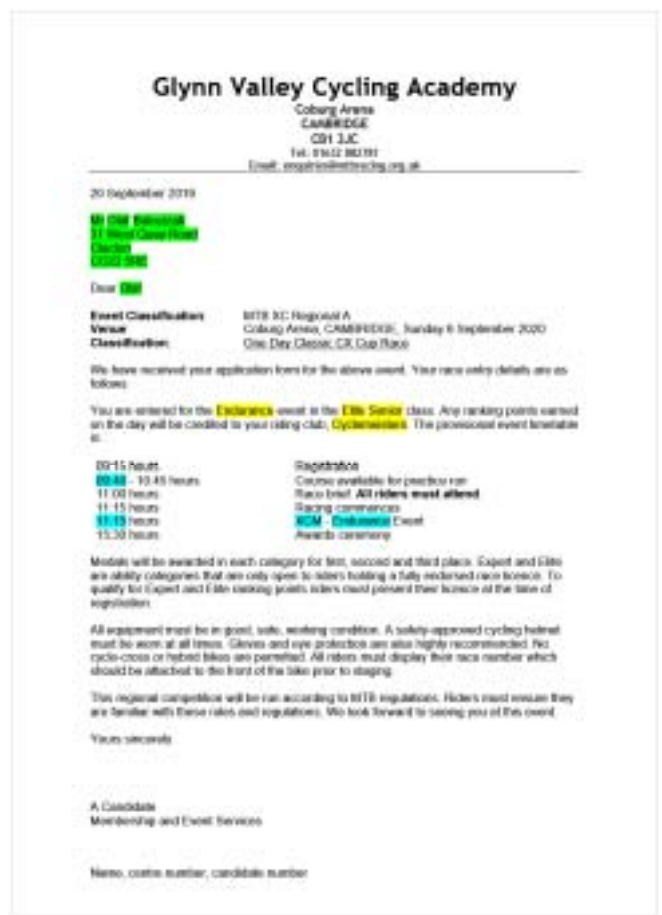 Glynn Valley Cycling Academy
Coburg Arena
CAMBRIDGE
CB1 3JC
Tel: 01632
Email:
20 September 2019
Mr
31 West Quay Road
Dear
Event Classification MTB XC Regional A
Venue Coburg Arena, CAMBRIDGE, Sunday 6 September 2020
Classification: One Day Classic CX Cup Race
We have received your application form for the above event. Your race entry details are as
follows.
You are entered for the Endurance event in the Elite Senior class. Any ranking points earned
on the day will be credited to your riding club, Cyclemasters. The provisional event timetable
is:
09:15 hours Registration
09:40 - 10.45 hours Course available for practice run
11:00 hours Race brief. All riders must attend
11:15 hours Racing commences
11:15 hours XCM - Endurance Event
15:30 hours Awards ceremony
Medals will be awarded in each category for first, second and third place. Expert and Elite
are ability categories that are only open to riders holding a fully endorsed race licence. To
qualify for Expert and Elite ranking points riders must present their licence at the time of
registration.
All equipment must be in good, safe, working condition. A safety-approved cycling helmet
must be worn at all times. Gloves and eye protection are also highly recommended. No
cycle-cross or hybrid bikes are permitted. All riders must display their race number which
should be attached to the front of the bike prior to staging.
This regional competition will be run according to MTB regulations. Riders must ensure they
are familiar with these rules and regulations. We look forward to seeing you at this event.
Yours sincerely
A Candidate
Membership and Event Services
Name, centre number, candidate number